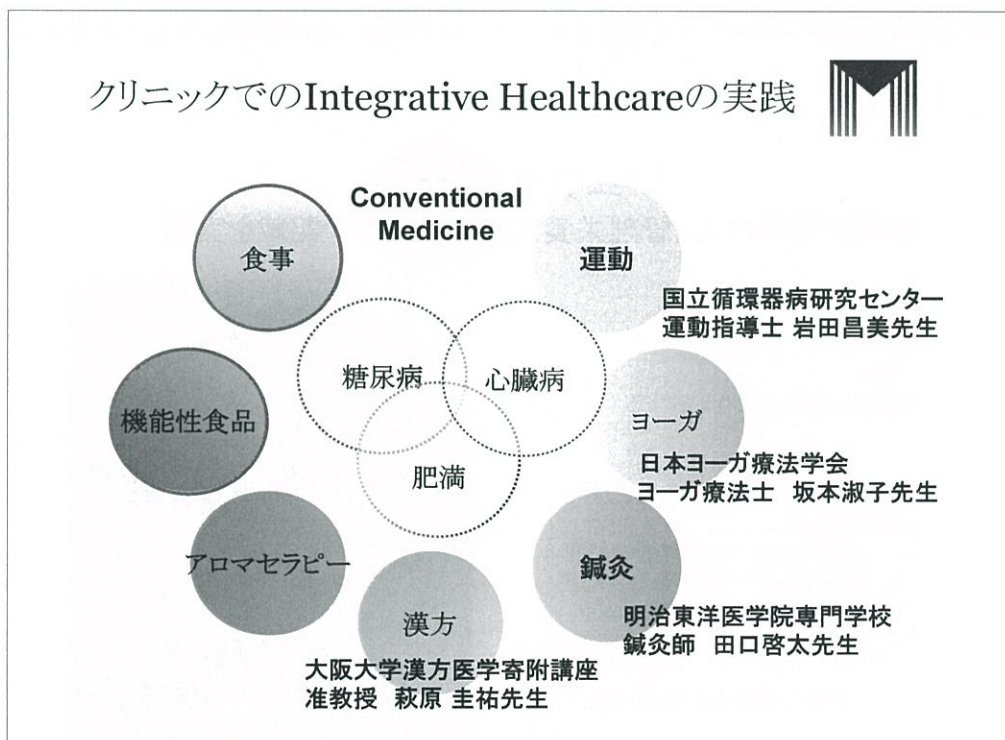 クリニックでのIntegrative Healthcareの実践
Conventional
Medicine
食事
運動
国立循環器病研究センター
運動指導士 岩田昌美先生
糖尿病
心臓病
肥満
機能性食品
ヨーガ
日本ヨーガ療法学会
ヨーガ療法士 坂本淑子先生
アロマセラピー
鍼灸
明治東洋医学院専門学校
鍼灸師 田口啓太先生
漢方
大阪大学漢方医学寄附講座
准教授 萩原 圭祐先生